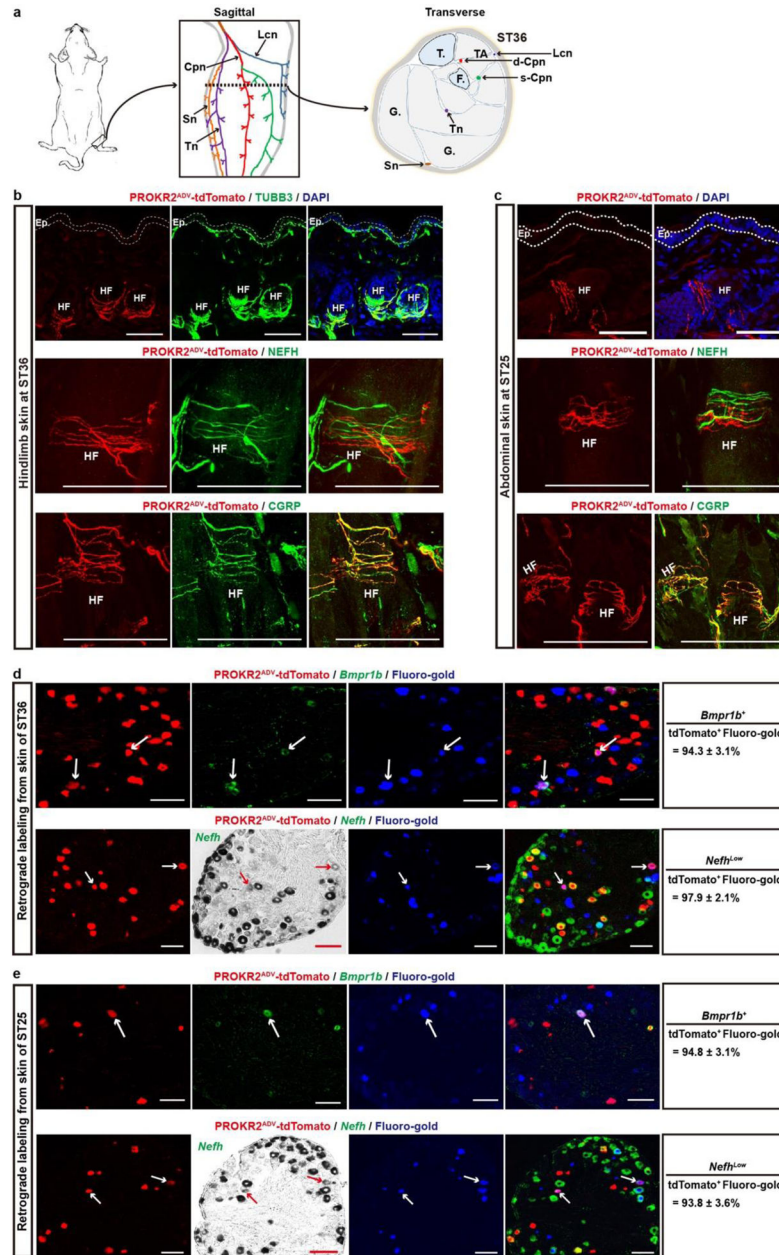 a
Sagittal
Transverse
Lcn
Cpn
Sn
Tn
ST36
T.
TA
Lcn
d-Cpn
F.
s-Cpn
G.
Tn
G.
Sn
b
PROKR2ADV-tdTomato / TUBB3 / DAPI
Hindlimb skin at ST36
Ep.
HF
HF
HF
HF
HF
HF
HF
HF
HF
PROKR2ADV-tdTomato / NEFH
HF
HF
HF
PROKR2ADV-tdTomato / CGRP
HF
HF
HF
c
PROKR2ADV-tdTomato / DAPI
Abdominal skin at ST25
Ep.
Ep.
HF
HF
PROKR2ADV-tdTomato / NEFH
HF
HF
PROKR2ADV-tdTomato / CGRP
HF
HF
HF
HF
d
PROKR2ADV-tdTomato / Bmpr1b / Fluoro-gold
Retrograde labeling from skin of ST36
Bmpr1b+
tdTomato+ Fluoro-gold
= 94.3 ± 3.1%
PROKR2ADV-tdTomato / Nefh / Fluoro-gold
Nefh
NefhLow
tdTomato+ Fluoro-gold
= 97.9 ± 2.1%
e
PROKR2ADV-tdTomato / Bmpr1b / Fluoro-gold
Retrograde labeling from skin of ST25
Bmpr1b+
tdTomato+ Fluoro-gold
= 94.8 ± 3.1%
PROKR2ADV-tdTomato / Nefh / Fluoro-gold
Nefh
NefhLow
tdTomato+ Fluoro-gold
= 93.8 ± 3.6%